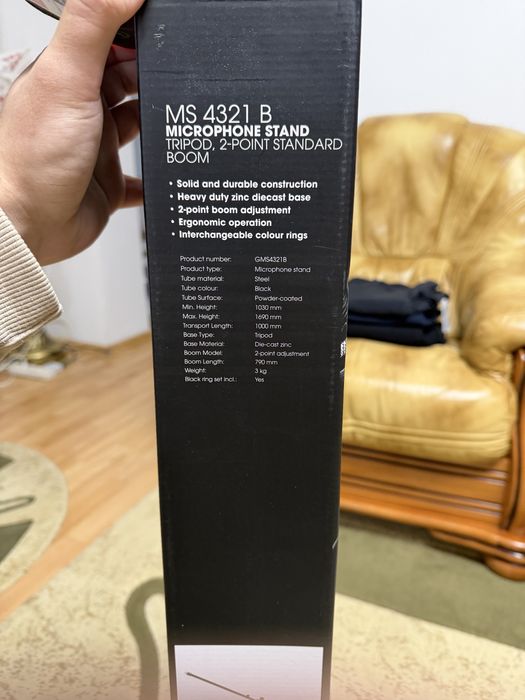 MS 4321 B
MICROPHONE STAND
TRIPOD, 2-POINT STANDARD
BOOM
• Solid and durable construction
• Heavy duty zinc diecast base
• 2-point boom adjustment
• Ergonomic operation
• Interchangeable colour rings
Product number: GMS4321B
Product type: Microphone stand
Tube material: Steel
Tube colour: Black
Tube Surface: Powder-coated
Min. Height: 1030 mm
Max. Height: 1690 mm
Transport Length: 1000 mm
Base Type: Tripod
Base Material: Die-cast zinc
Boom Model: 2-point adjustment
Boom Length: 790 mm
Weight: 3 kg
Black ring set incl.: Yes